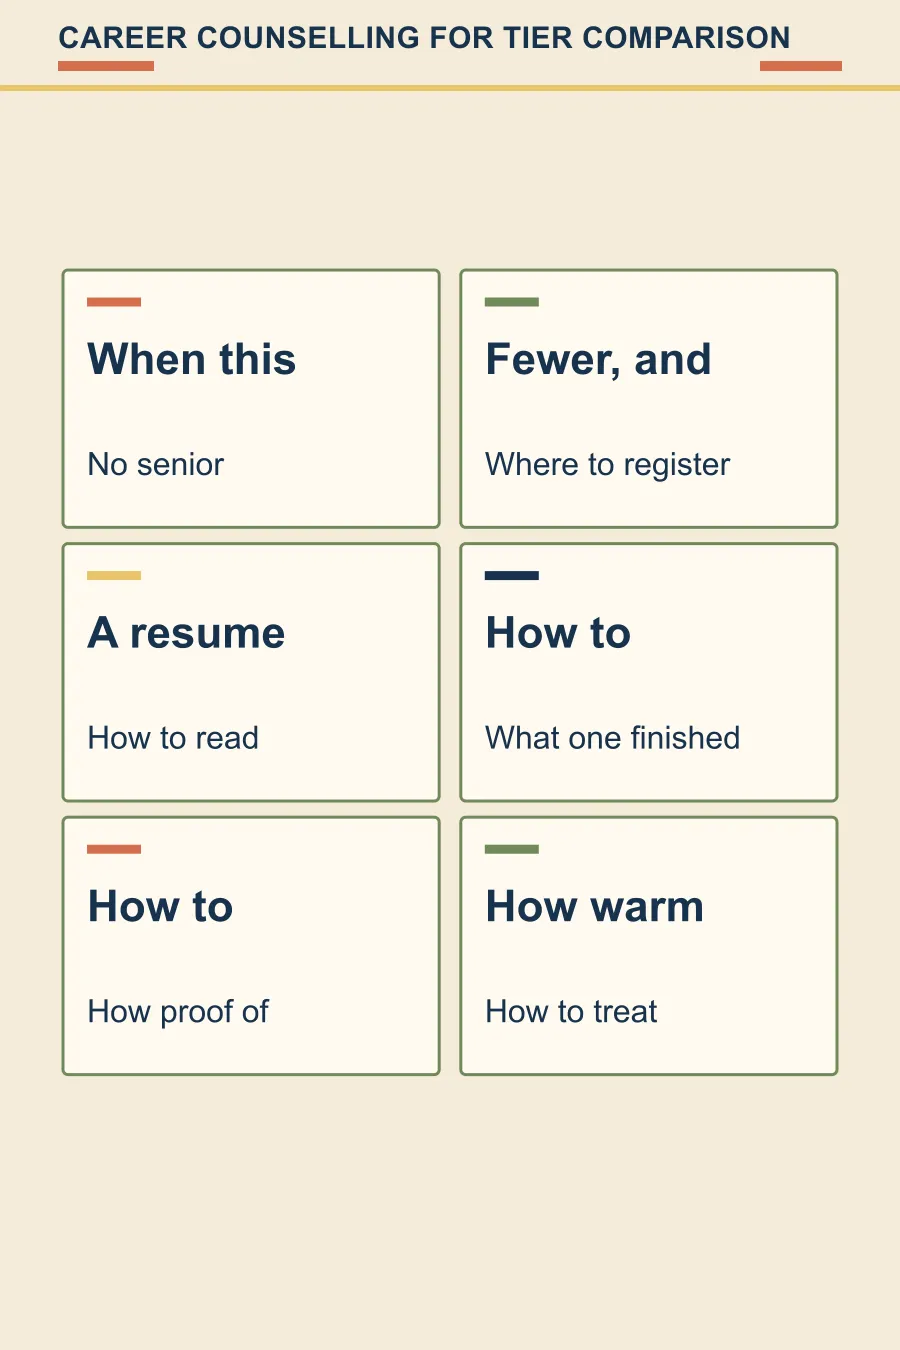 CAREER COUNSELLING FOR TIER COMPARISON
When this
No senior
Fewer, and
Where to register
A resume
How to read
How to
What one finished
How to
How proof of
How warm
How to treat